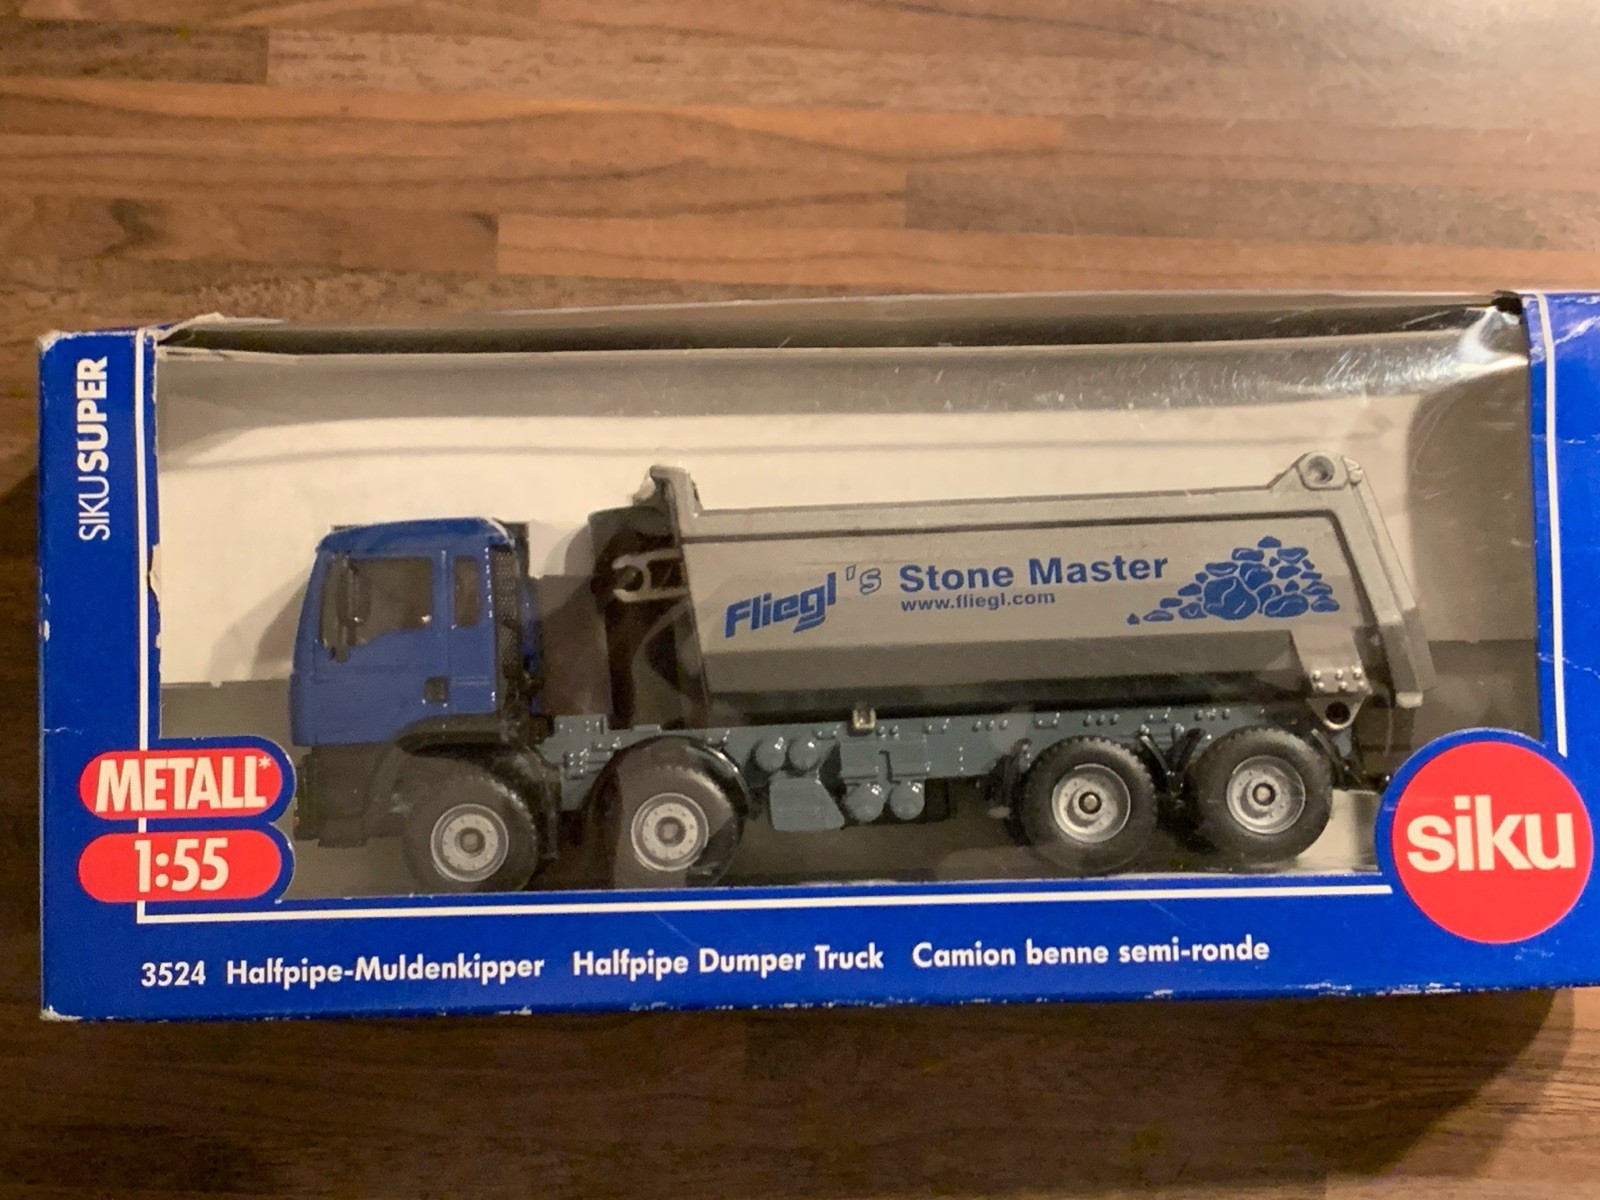 SIKUSUPER
Fliegl's Stone Master
www.fliegl.com
METALL*
1:55
siku
3524 Halfpipe-Muldenkipper Halfpipe Dumper Truck Camion benne semi-ronde